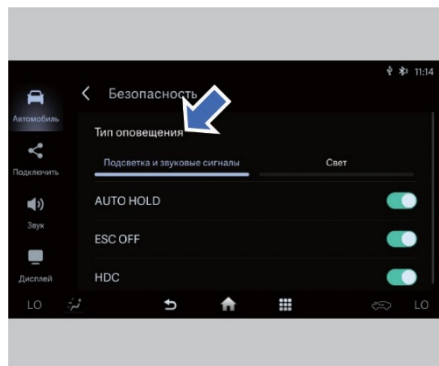 11:14
Безопасность
Автомобиль
Тип оповещения
Подсветка и звуковые сигналы
Свет
Подключить
AUTO HOLD
Звук
ESC OFF
Дисплей
HDC
LO
LO